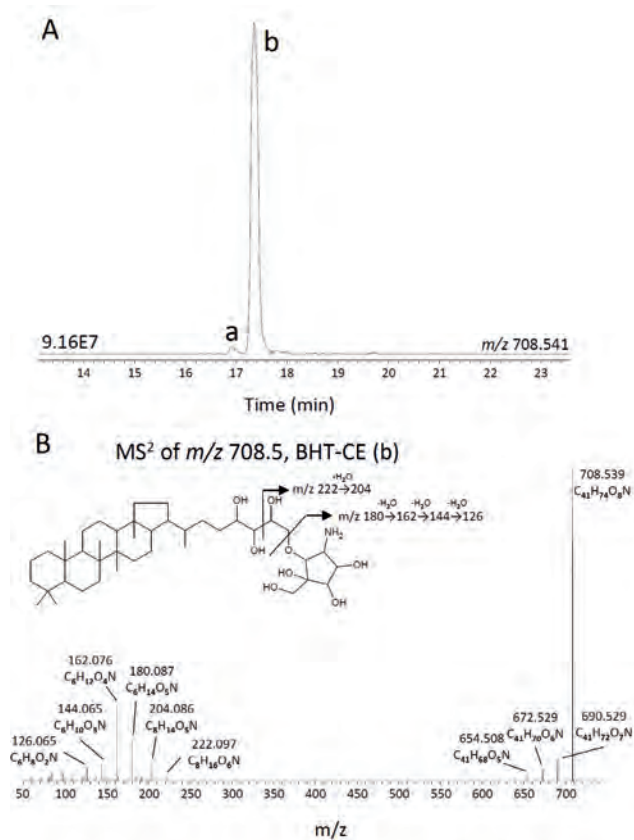 A
b
a
9.16E7
m/z 708.541
14 15 16 17 18 19 20 21 22 23
Time (min)
B
MS² of m/z 708.5, BHT-CE (b)
-H₂O
m/z 222→204
-H₂O -H₂O -H₂O
m/z 180→162→144→126
OH OH
NH₂
OH
OH
O
HO
OH
HO
OH
708.539
C₄₁H₇₄O₈N
162.076
C₆H₁₂O₄N
180.087
C₆H₁₄O₅N
144.065
C₆H₁₀O₃N
204.086
C₈H₁₄O₅N
126.065
C₆H₈O₂N
222.097
C₈H₁₆O₆N
654.508
C₄₁H₆₈O₅N
672.529
C₄₁H₇₀O₆N
690.529
C₄₁H₇₂O₇N
50 100 150 200 250 300 350 400 450 500 550 600 650 700
m/z